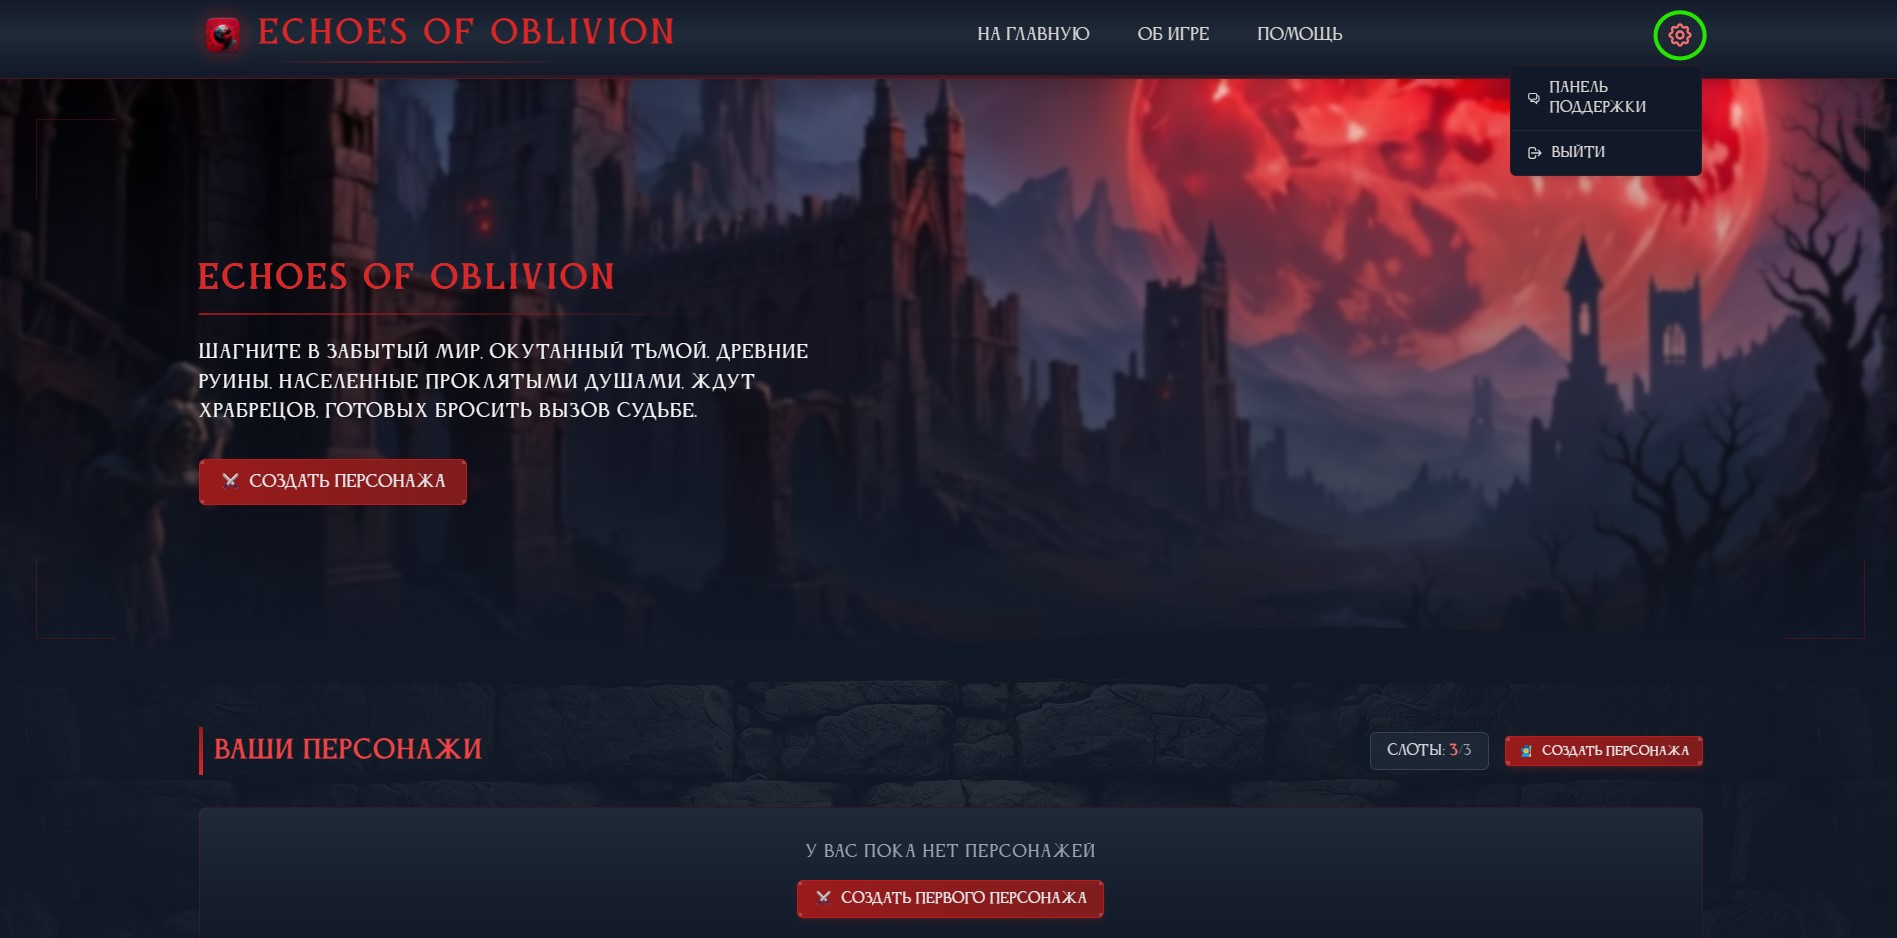 ECHOES OF OBLIVION
НА ГЛАВНУЮ
ОБ ИГРЕ
ПОМОЩЬ
ПАНЕЛЬ
ПОДДЕРЖКИ
ВЫЙТИ
ECHOES OF OBLIVION
ШАГНИТЕ В ЗАБЫТЫЙ МИР, ОКУТАННЫЙ ТЬМОЙ. ДРЕВНИЕ
РУИНЫ, НАСЕЛЕННЫЕ ПРОКЛЯТЫМИ ДУШАМИ, ЖДУТ
ХРАБРЕЦОВ, ГОТОВЫХ БРОСИТЬ ВЫЗОВ СУДЬБЕ.
СОЗДАТЬ ПЕРСОНАЖА
ВАШИ ПЕРСОНАЖИ
СЛОТЫ: 3/3
СОЗДАТЬ ПЕРСОНАЖА
У ВАС ПОКА НЕТ ПЕРСОНАЖЕЙ
СОЗДАТЬ ПЕРВОГО ПЕРСОНАЖА